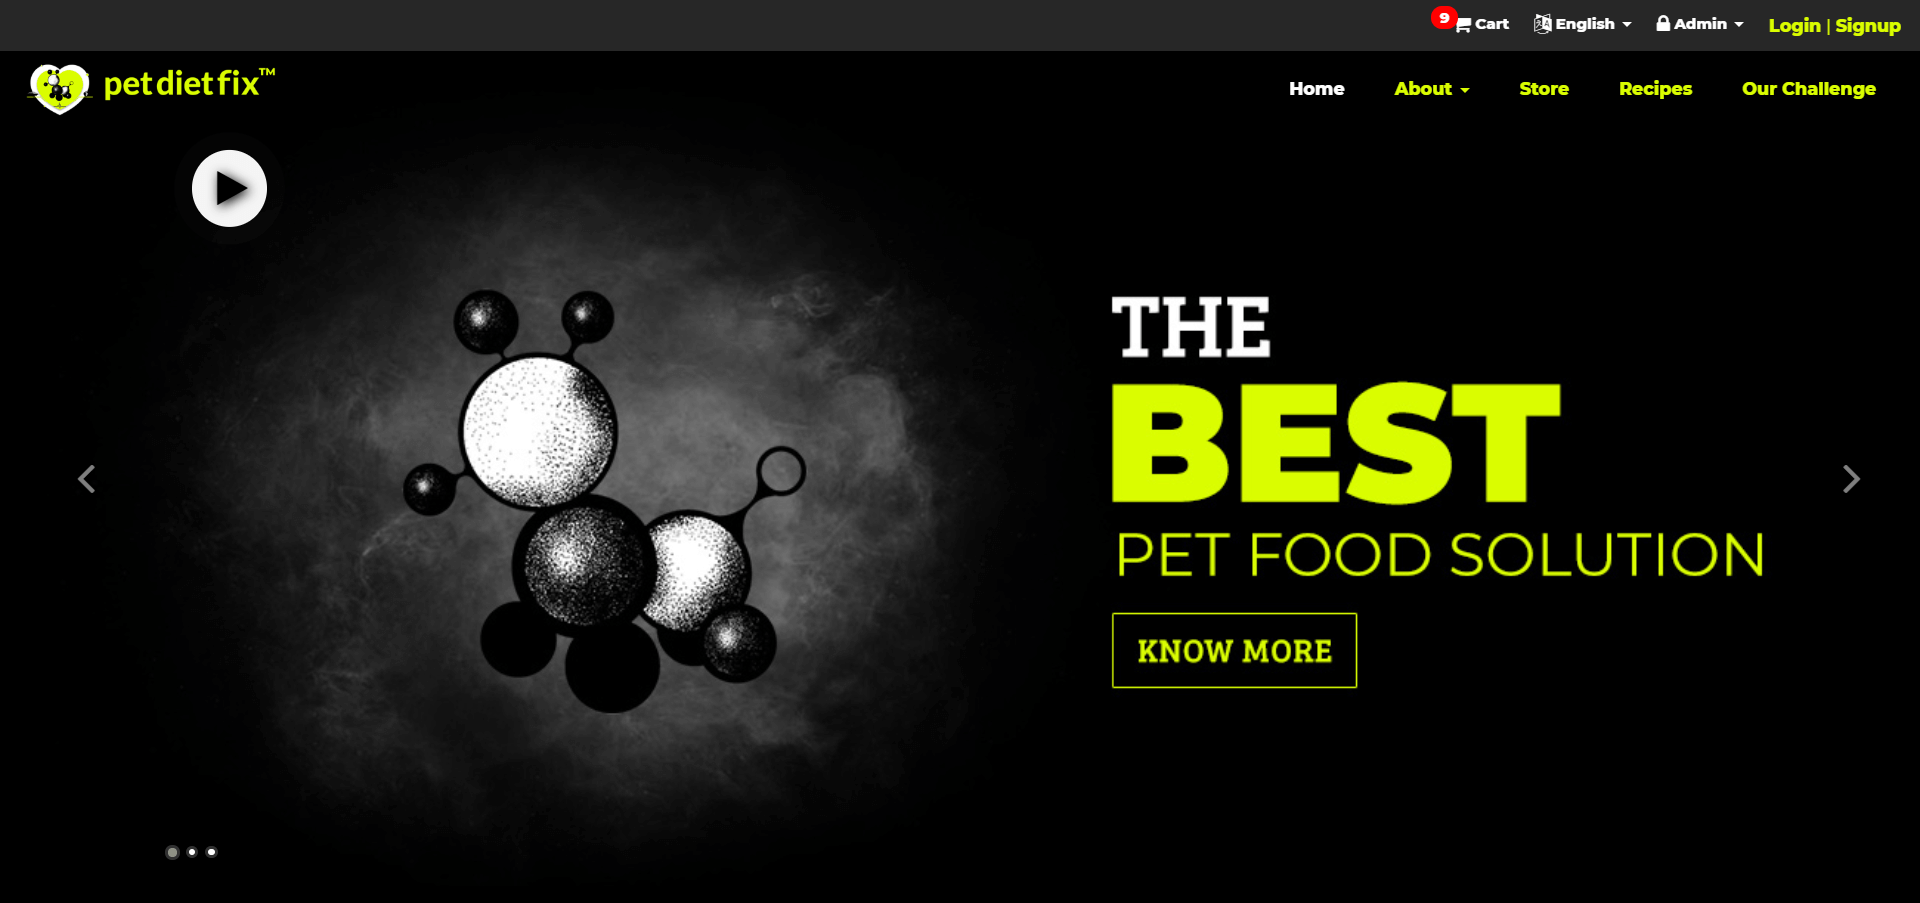 9 Cart English Admin Login | Signup
pet diet fix™
Home About Store Recipes Our Challenge
THE
BEST
PET FOOD SOLUTION
KNOW MORE